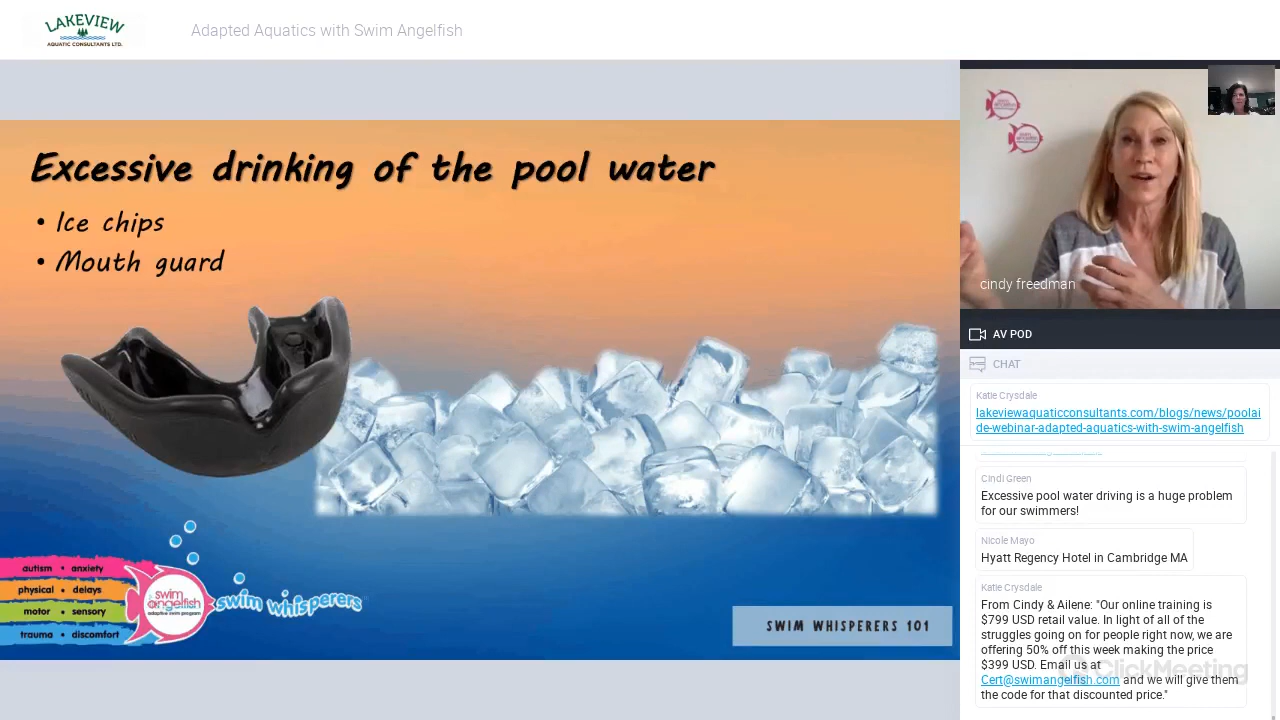 LAKEVIEW
AQUATIC CONSULTANTS LTD.
Adapted Aquatics with Swim Angelfish
Excessive drinking of the pool water
• Ice chips
• Mouth guard
autism • anxiety
physical • delays
motor • sensory
trauma • discomfort
swim
angelfish
adaptive swim program
swim whisperers
SWIM WHISPERERS 101
cindy freedman
AV POD
CHAT
Katie Crysdale
lakeviewaquaticconsultants.com/blogs/news/poolai
de-webinar-adapted-aquatics-with-swim-angelfish
Cindi Green
Excessive pool water driving is a huge problem
for our swimmers!
Nicole Mayo
Hyatt Regency Hotel in Cambridge MA
Katie Crysdale
From Cindy & Ailene: "Our online training is
$799 USD retail value. In light of all of the
struggles going on for people right now, we are
offering 50% off this week making the price
$399 USD. Email us at
Cert@swimangelfish.com and we will give them
the code for that discounted price."
ClickMeeting